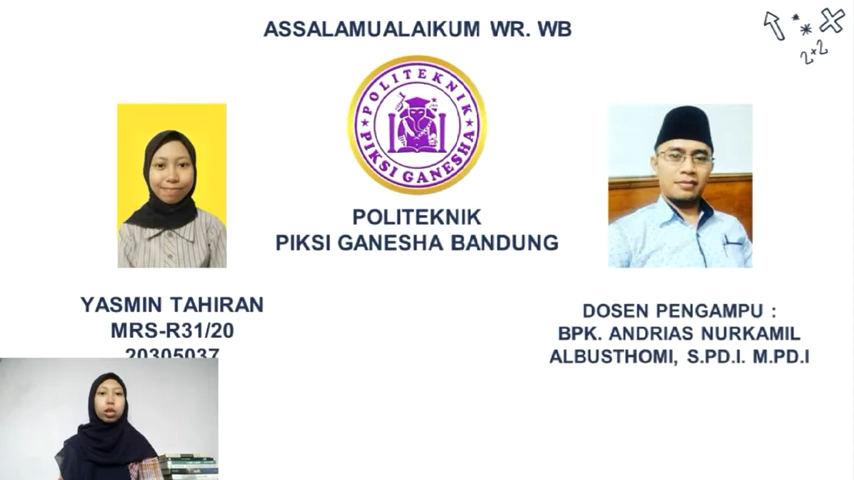 ASSALAMUALAIKUM WR. WB
2+2
POLITEKNIK
PIKSI GANESHA
POLITEKNIK
PIKSI GANESHA BANDUNG
YASMIN TAHIRAN
MRS-R31/20
20305037
DOSEN PENGAMPU :
BPK. ANDRIAS NURKAMIL
ALBUSTHOMI, S.PD.I. M.PD.I